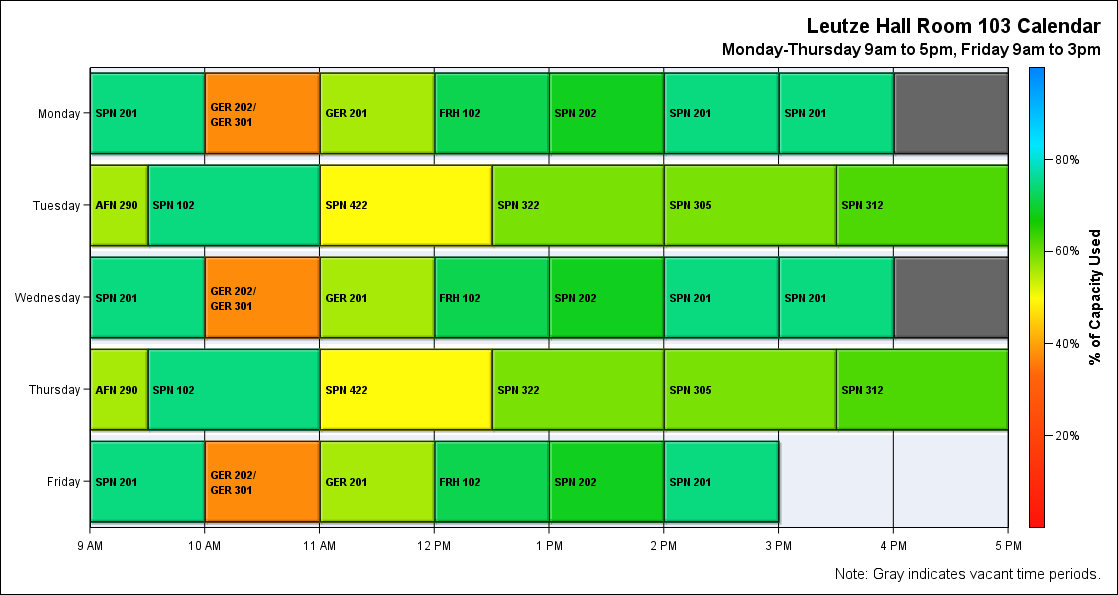 Leutze Hall Room 103 Calendar
Monday-Thursday 9am to 5pm, Friday 9am to 3pm
Monday
SPN 201
GER 202/
GER 301
GER 201
FRH 102
SPN 202
SPN 201
SPN 201
Tuesday
AFN 290
SPN 102
SPN 422
SPN 322
SPN 305
SPN 312
Wednesday
SPN 201
GER 202/
GER 301
GER 201
FRH 102
SPN 202
SPN 201
SPN 201
Thursday
AFN 290
SPN 102
SPN 422
SPN 322
SPN 305
SPN 312
Friday
SPN 201
GER 202/
GER 301
GER 201
FRH 102
SPN 202
SPN 201
9 AM
10 AM
11 AM
12 PM
1 PM
2 PM
3 PM
4 PM
5 PM
80%
60%
40%
20%
% of Capacity Used
Note: Gray indicates vacant time periods.